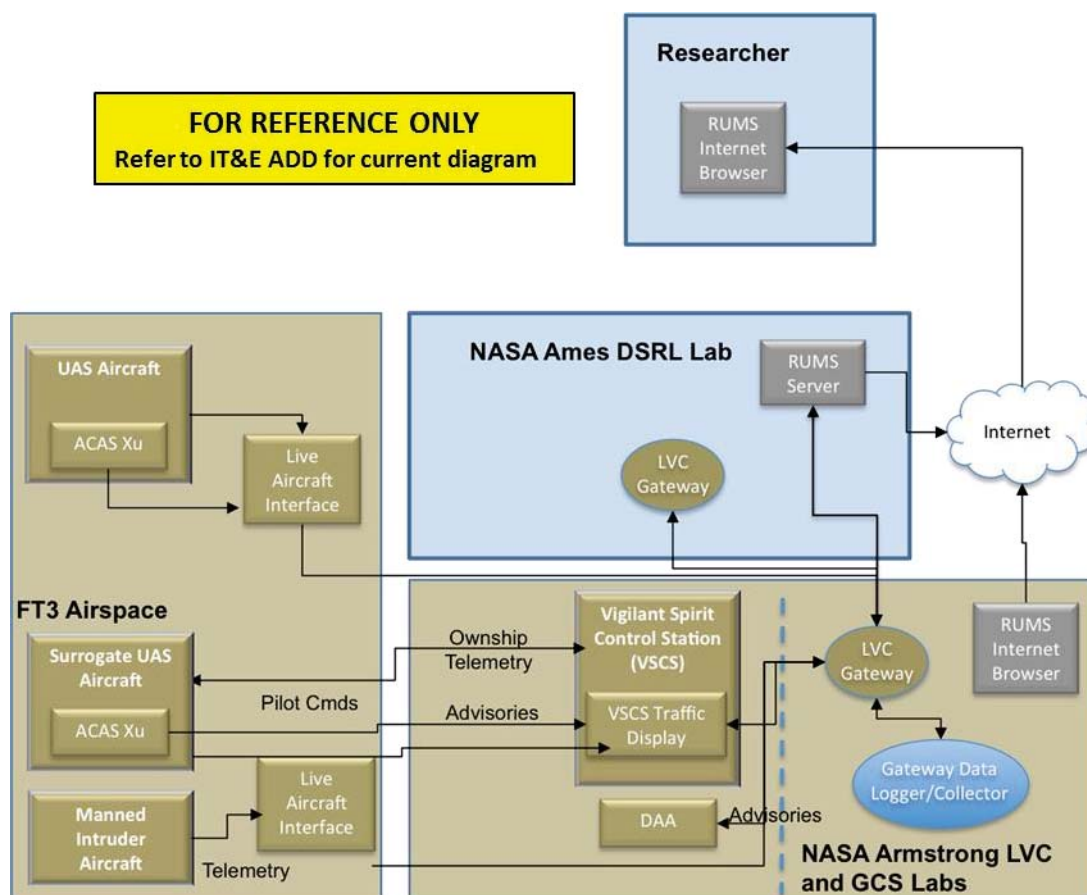 Researcher
RUMS
Internet
Browser
FOR REFERENCE ONLY
Refer to IT&E ADD for current diagram
NASA Ames DSRL Lab
RUMS
Server
LVC
Gateway
Internet
UAS Aircraft
ACAS Xu
Live
Aircraft
Interface
FT3 Airspace
Surrogate UAS
Aircraft
ACAS Xu
Manned
Intruder
Aircraft
Live
Aircraft
Interface
Telemetry
Ownship
Telemetry
Pilot Cmds
Advisories
Vigilant Spirit
Control Station
(VSCS)
VSCS Traffic
Display
DAA
Advisories
LVC
Gateway
RUMS
Internet
Browser
Gateway Data
Logger/Collector
NASA Armstrong LVC
and GCS Labs